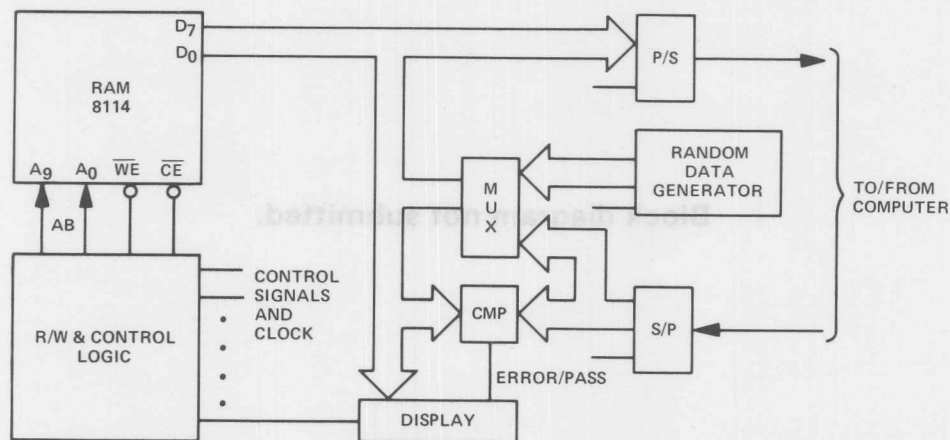 D7
D0
RAM
8114
A9 A0 WE CE
AB
R/W & CONTROL
LOGIC
CONTROL
SIGNALS
AND
CLOCK
P/S
RANDOM
DATA
GENERATOR
M
U
X
TO/FROM
COMPUTER
Block diagram not submitted.
CMP
S/P
ERROR/PASS
DISPLAY